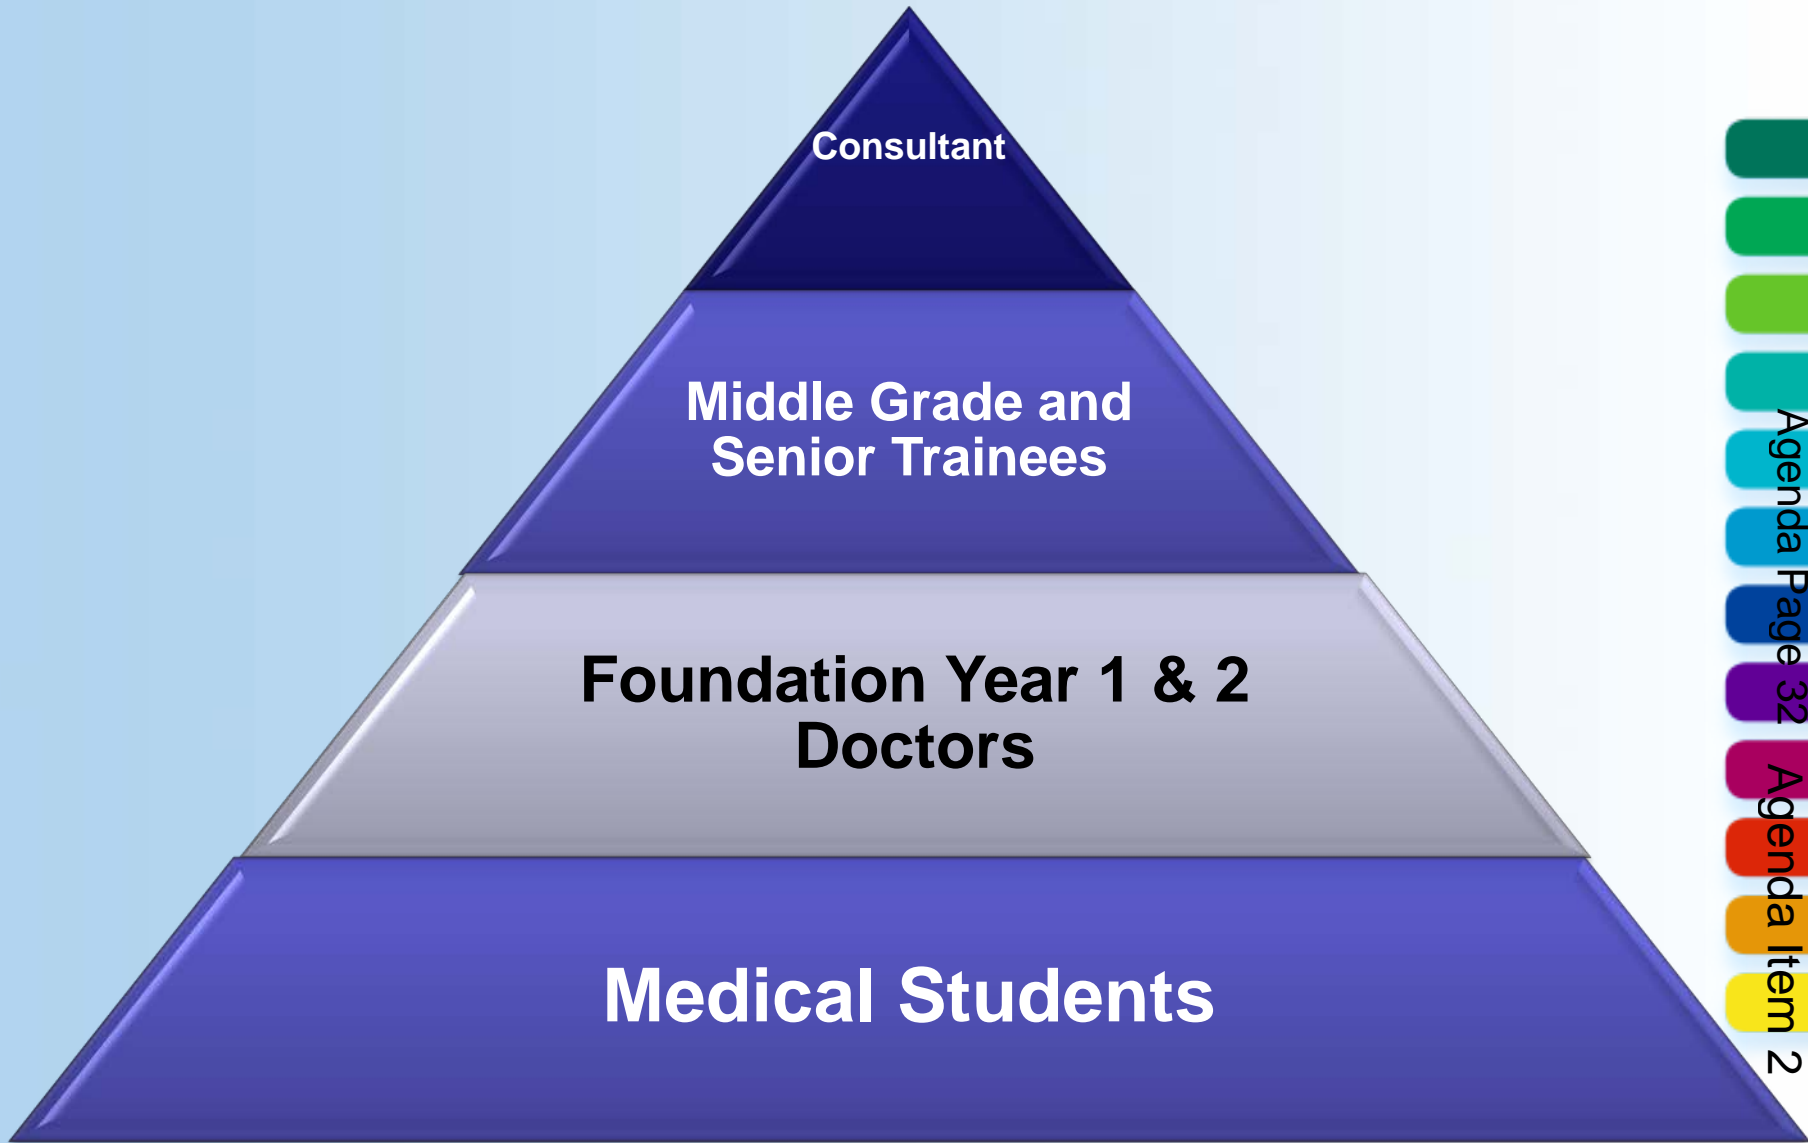 Consultant
Middle Grade and
Senior Trainees
Foundation Year 1 & 2
Doctors
Medical Students
Agenda Page 32
Agenda Item 2